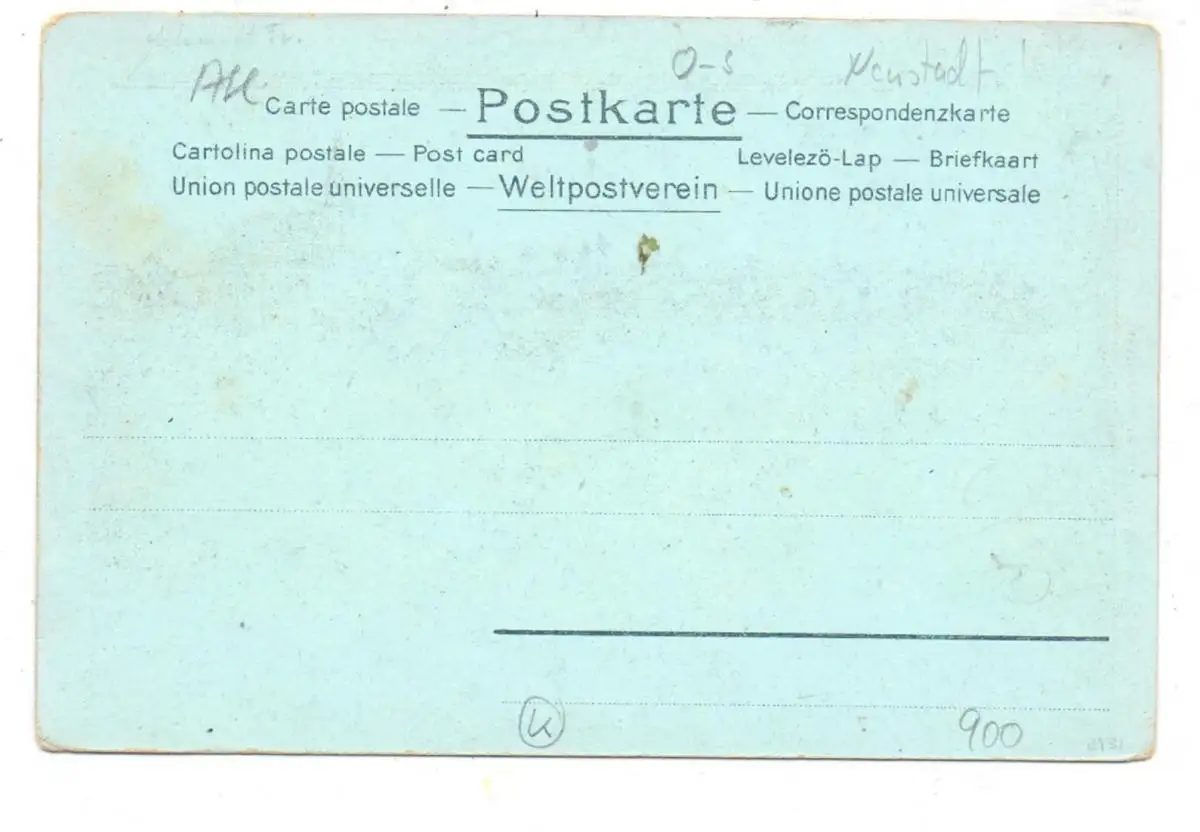 O-S Neustadt
Carte postale — Postkarte — Correspondenzkarte
Cartolina postale — Post card Levelezö-Lap — Briefkaart
Union postale universelle — Weltpostverein — Unione postale universale
K
900